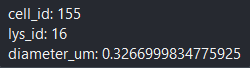 cell_id: 155
lys_id: 16
diameter_um: 0.3266999834775925